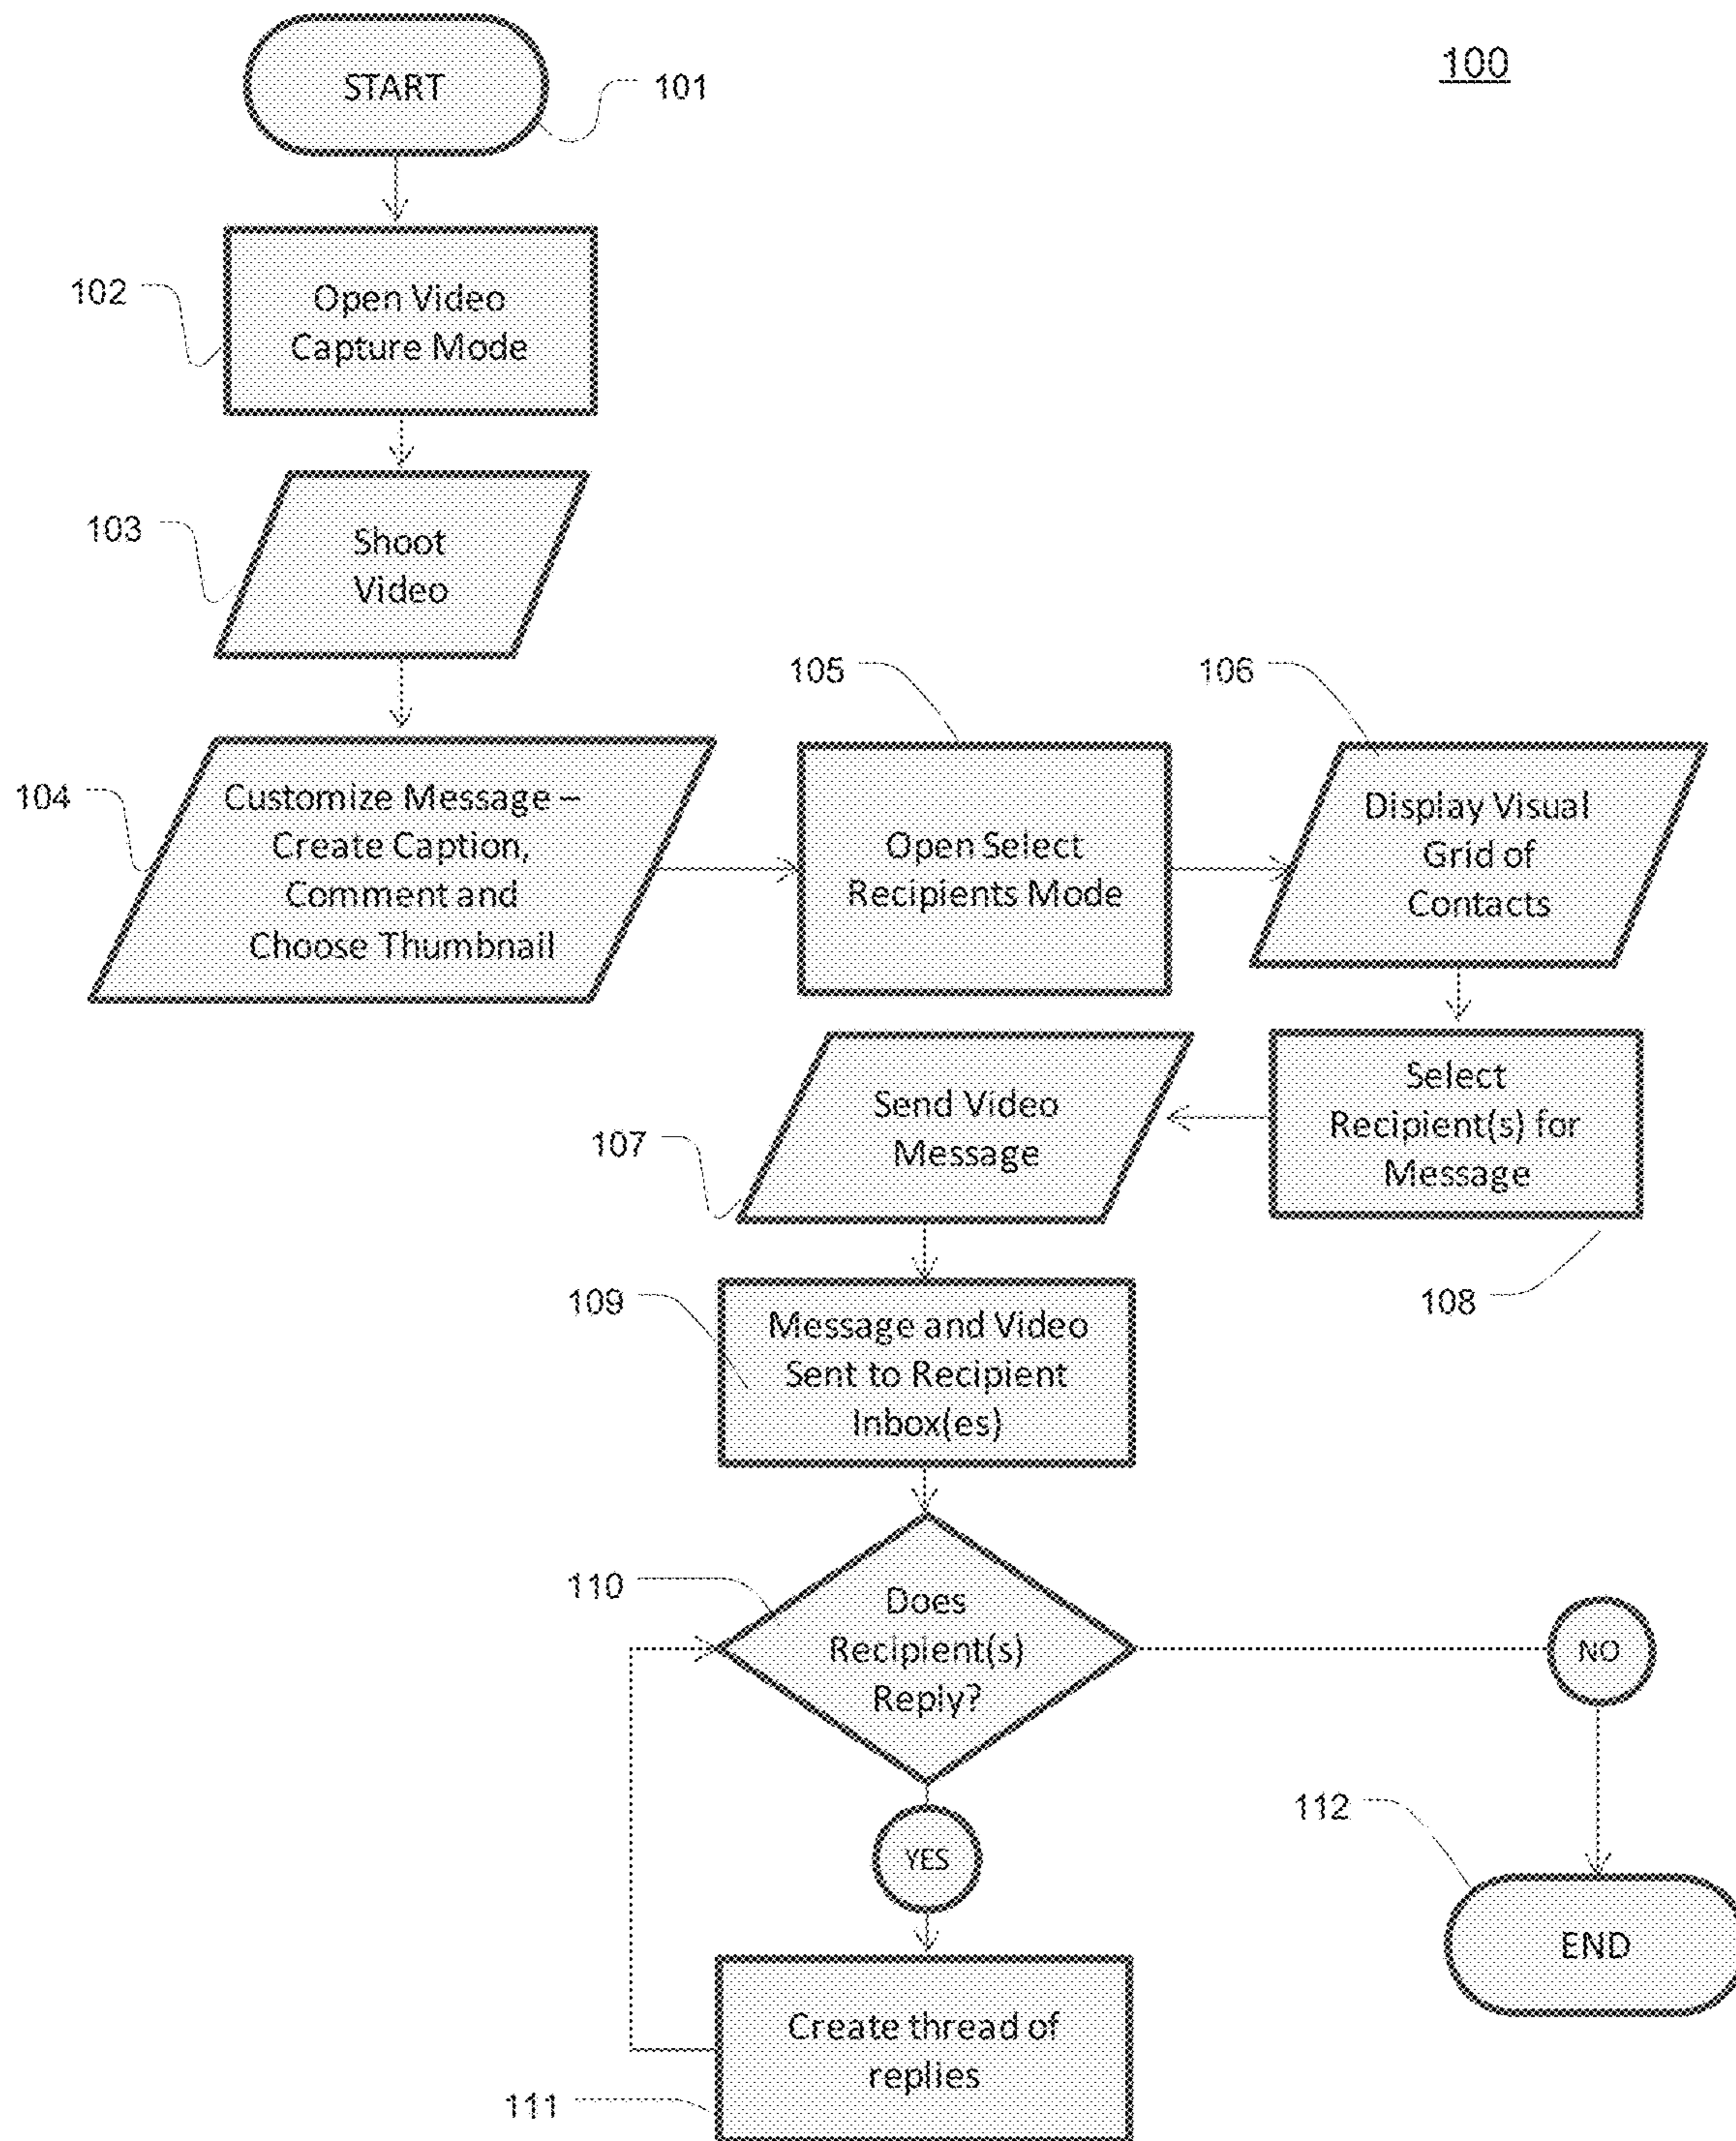 100
START
101
102
Open Video
Capture Mode
103
Shoot
Video
104
Customize Message –
Create Caption,
Comment and
Choose Thumbnail
105
Open Select
Recipients Mode
106
Display Visual
Grid of
Contacts
Select
Recipient(s) for
Message
108
Send Video
Message
107
109
Message and Video
Sent to Recipient
Inbox(es)
110
Does
Recipient(s)
Reply?
NO
YES
112
END
Create thread of
replies
111